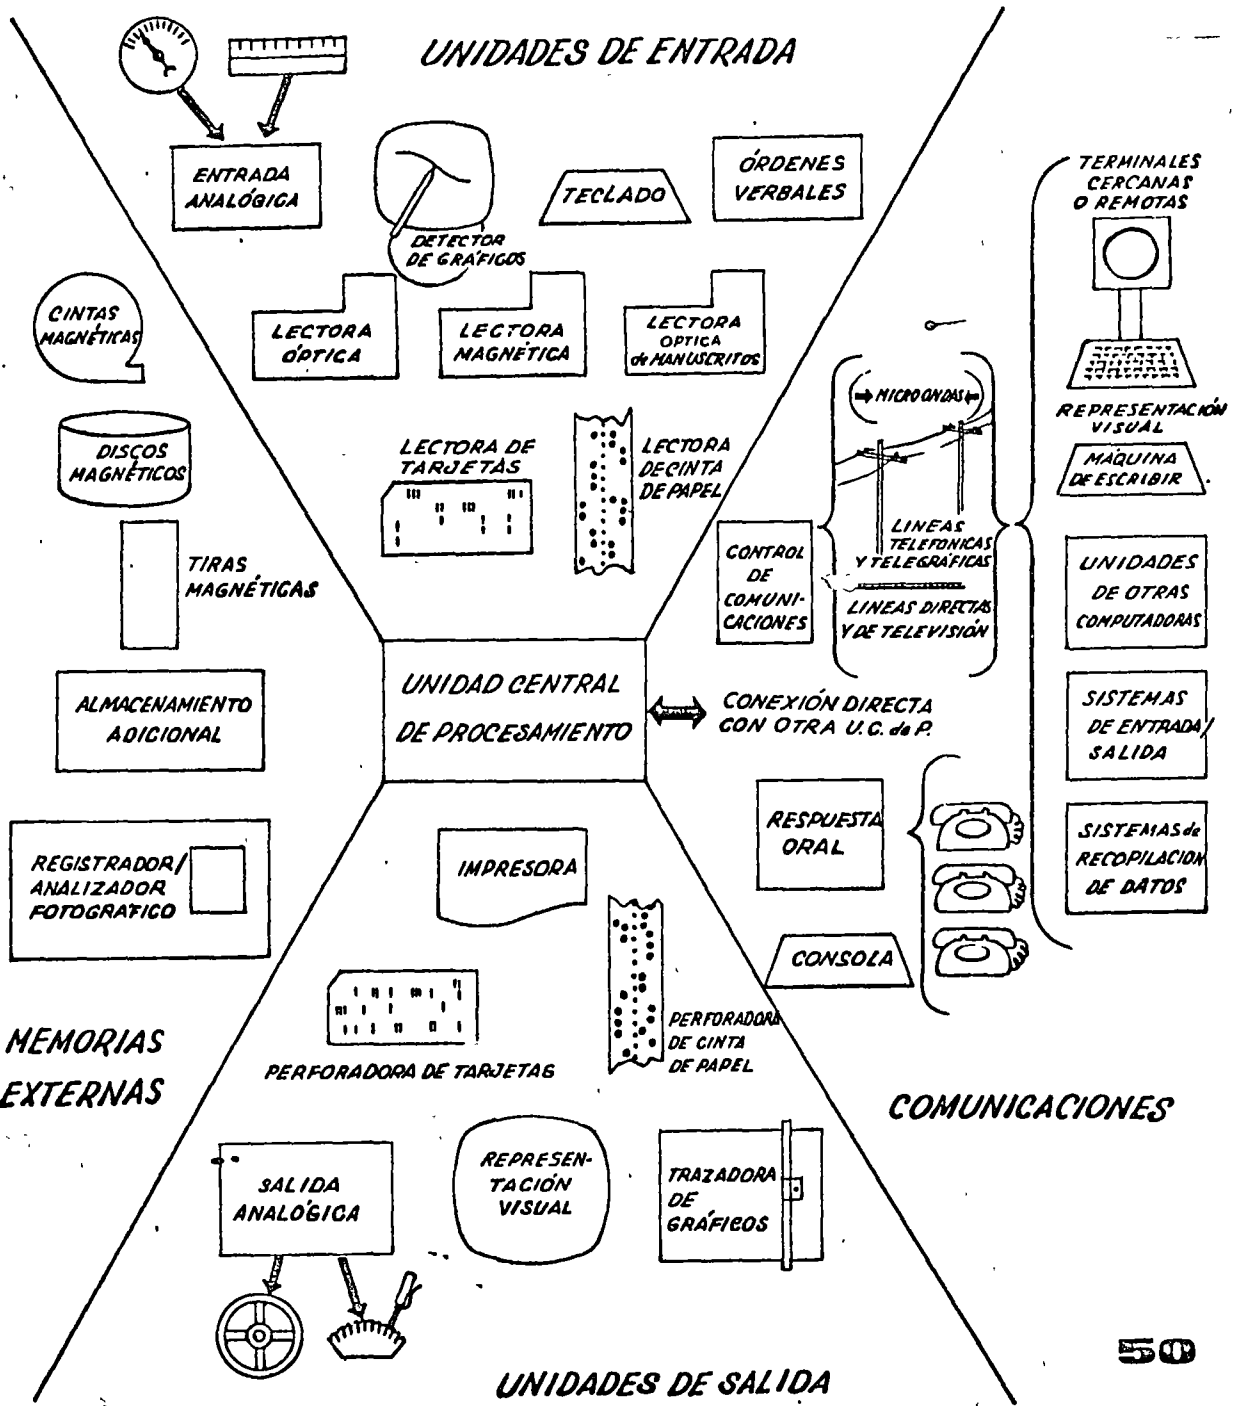 UNIDADES DE ENTRADA
ENTRADA
ANALÓGICA
DETECTOR
DE GRÁFICOS
TECLADO
ÓRDENES
VERBALES
LECTORA
ÓPTICA
LECTORA
MAGNÉTICA
LECTORA
OPTICA
de MANUSCRITOS
LECTORA DE
TARJETAS
LECTORA
DE CINTA
DE PAPEL
CINTAS
MAGNÉTICAS
DISCOS
MAGNÉTICOS
TIRAS
MAGNÉTICAS
ALMACENAMIENTO
ADICIONAL
REGISTRADOR/
ANALIZADOR
FOTOGRÁFICO
MEMORIAS
EXTERNAS
UNIDAD CENTRAL
DE PROCESAMIENTO
CONEXIÓN DIRECTA
CON OTRA U.C. de P.
CONTROL
DE
COMUNI-
CACIONES
MICROONDAS
LINEAS
TELEFONICAS
Y TELEGRÁFICAS
LINEAS DIRECTAS
Y DE TELEVISIÓN
TERMINALES
CERCANAS
O REMOTAS
REPRESENTACIÓN
VISUAL
MÁQUINA
DE ESCRIBIR
UNIDADES
DE OTRAS
COMPUTADORAS
SISTEMAS
DE ENTRADA/
SALIDA
SISTEMAS de
RECOPILACION
DE DATOS
RESPUESTA
ORAL
CONSOLA
COMUNICACIONES
IMPRESORA
PERFORADORA DE TARJETAS
PERFORADORA
DE CINTA
DE PAPEL
SALIDA
ANALÓGICA
REPRESEN-
TACIÓN
VISUAL
TRAZADORA
DE
GRÁFICOS
UNIDADES DE SALIDA
50